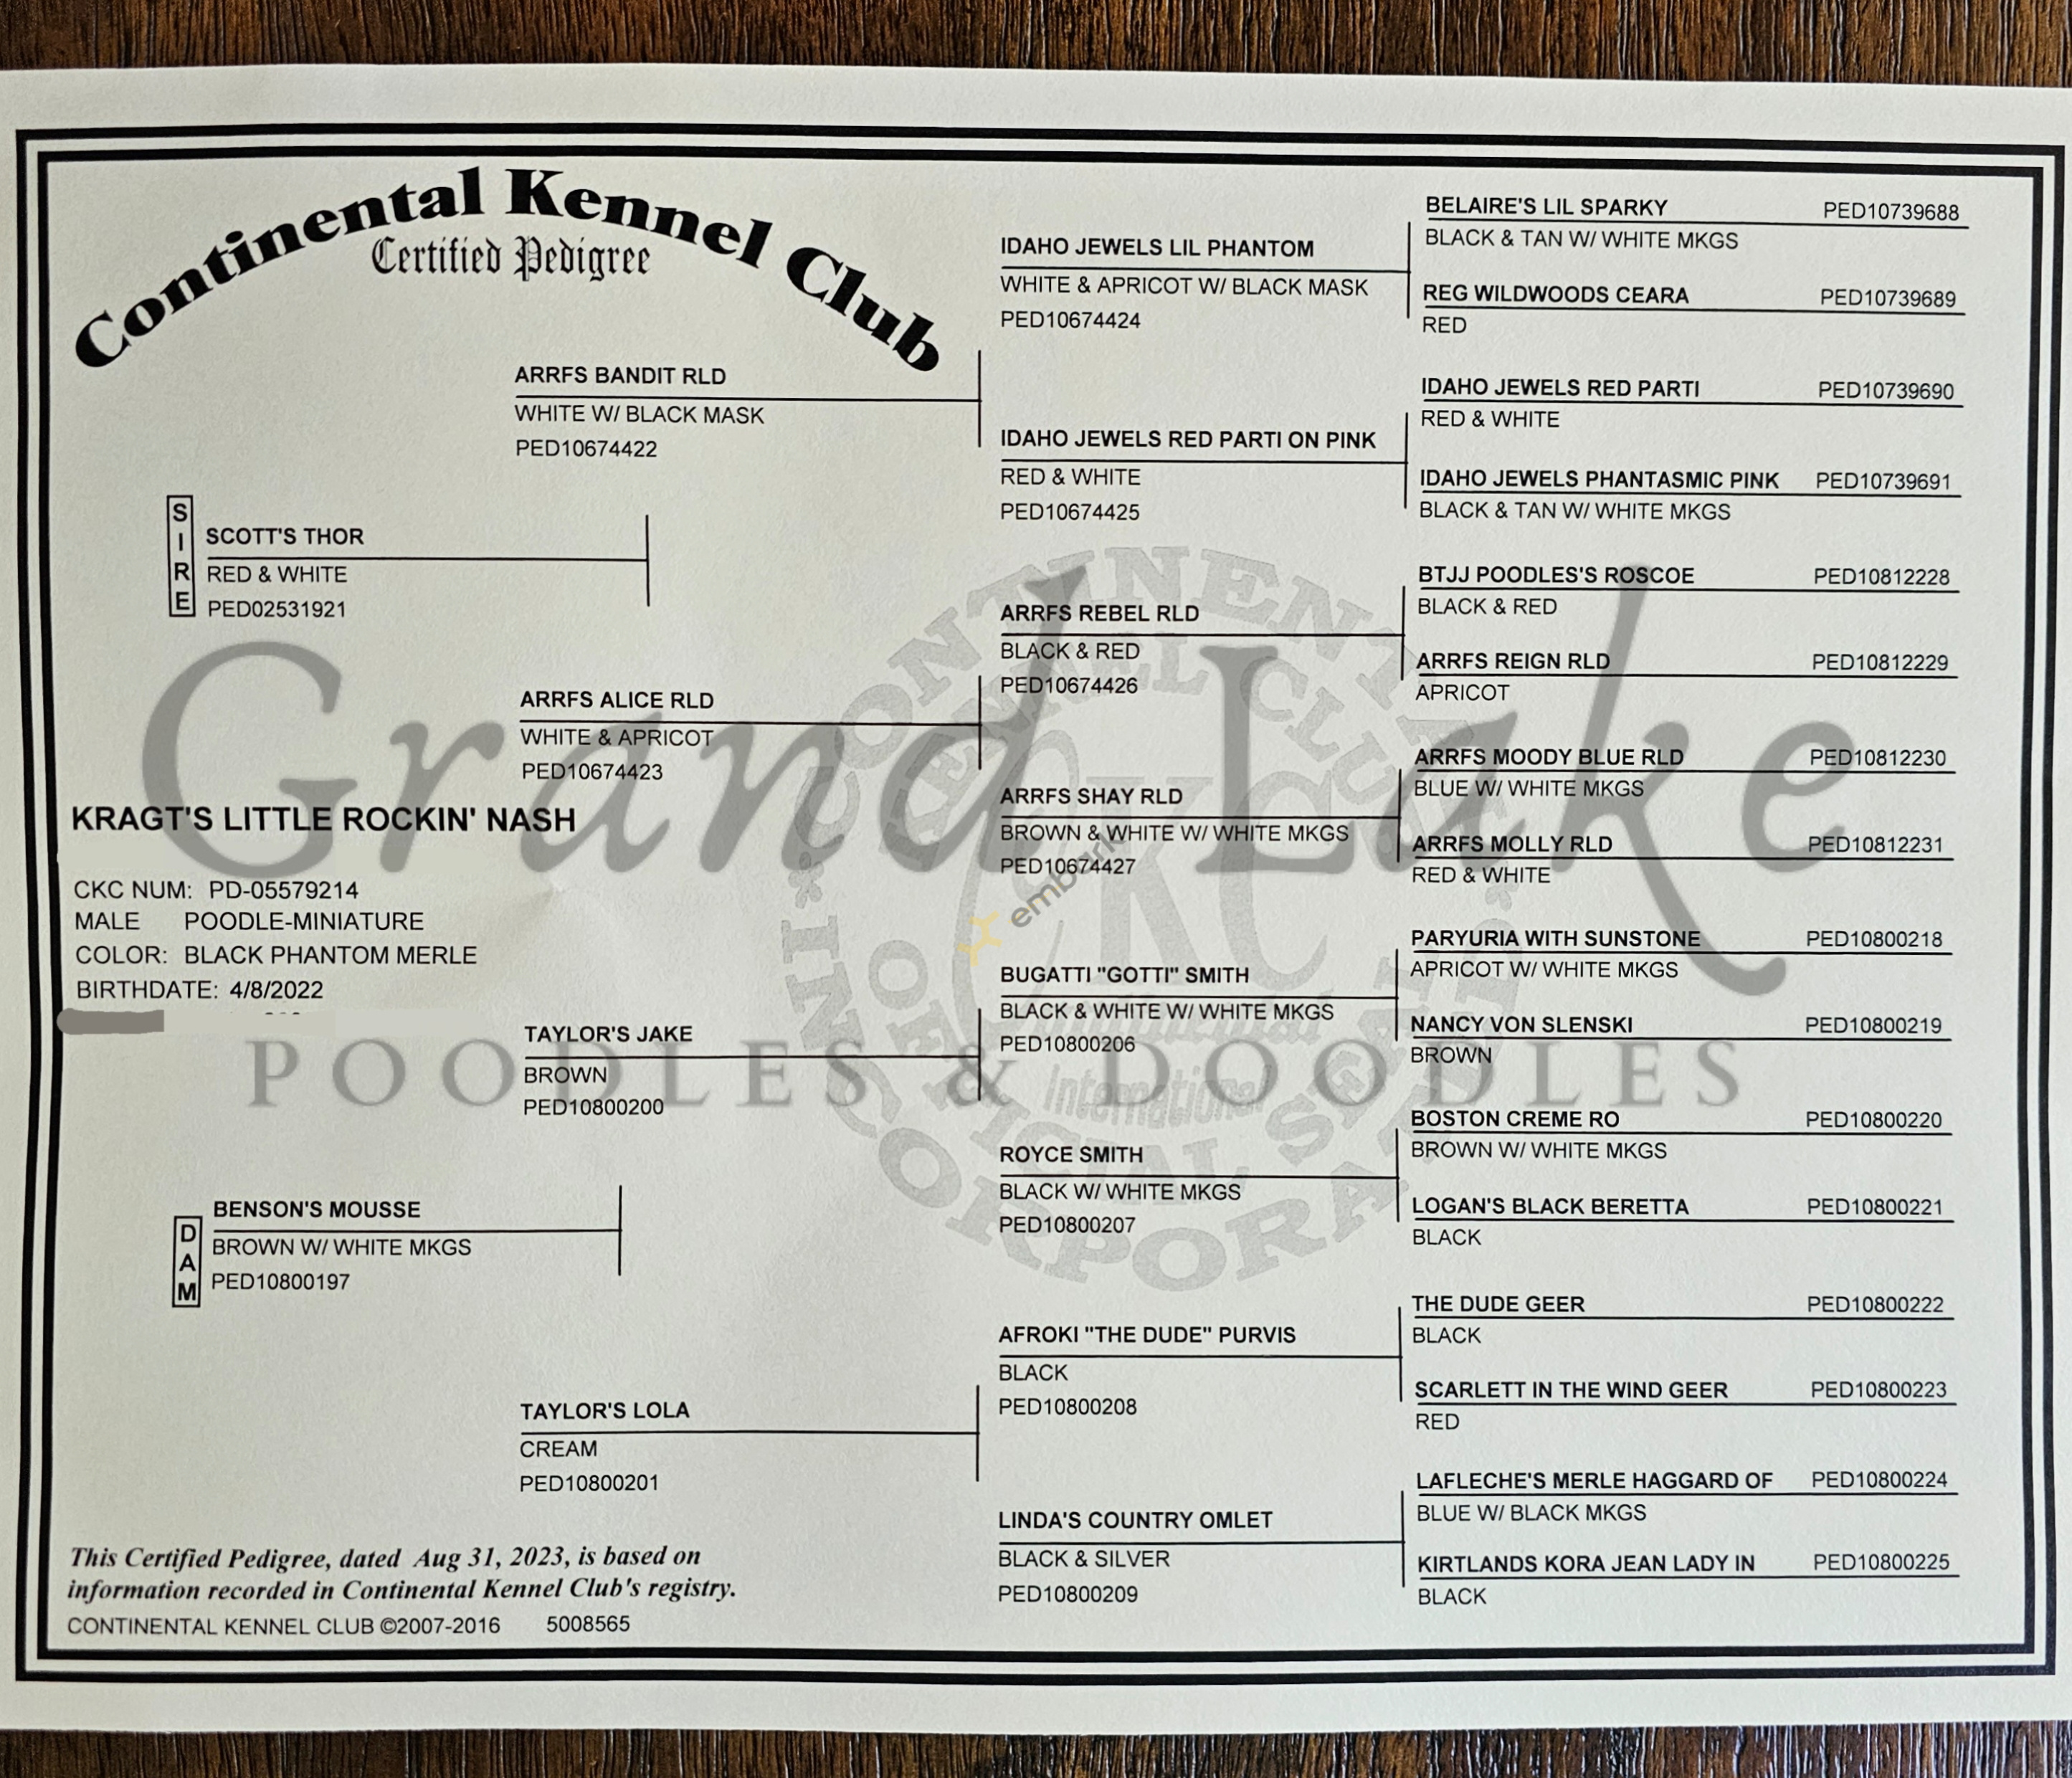 Continental Kennel Club
Certified Pedigree
SIRE
SCOTT'S THOR
RED & WHITE
PED02531921
ARRFS BANDIT RLD
WHITE W/ BLACK MASK
PED10674422
ARRFS ALICE RLD
WHITE & APRICOT
PED10674423
KRAGT'S LITTLE ROCKIN' NASH
CKC NUM: PD-05579214
MALE POODLE-MINIATURE
COLOR: BLACK PHANTOM MERLE
BIRTHDATE: 4/8/2022
DAM
BENSON'S MOUSSE
BROWN W/ WHITE MKGS
PED10800197
TAYLOR'S JAKE
BROWN
PED10800200
TAYLOR'S LOLA
CREAM
PED10800201
IDAHO JEWELS LIL PHANTOM
WHITE & APRICOT W/ BLACK MASK
PED10674424
IDAHO JEWELS RED PARTI ON PINK
RED & WHITE
PED10674425
ARRFS REBEL RLD
BLACK & RED
PED10674426
ARRFS SHAY RLD
BROWN & WHITE W/ WHITE MKGS
PED10674427
BUGATTI "GOTTI" SMITH
BLACK & WHITE W/ WHITE MKGS
PED10800206
ROYCE SMITH
BLACK W/ WHITE MKGS
PED10800207
AFROKI "THE DUDE" PURVIS
BLACK
PED10800208
LINDA'S COUNTRY OMLET
BLACK & SILVER
PED10800209
BELAIRE'S LIL SPARKY PED10739688
BLACK & TAN W/ WHITE MKGS
REG WILDWOODS CEARA PED10739689
RED
IDAHO JEWELS RED PARTI PED10739690
RED & WHITE
IDAHO JEWELS PHANTASMIC PINK PED10739691
BLACK & TAN W/ WHITE MKGS
BTJJ POODLES'S ROSCOE PED10812228
BLACK & RED
ARRFS REIGN RLD PED10812229
APRICOT
ARRFS MOODY BLUE RLD PED10812230
BLUE W/ WHITE MKGS
ARRFS MOLLY RLD PED10812231
RED & WHITE
PARYURIA WITH SUNSTONE PED10800218
APRICOT W/ WHITE MKGS
NANCY VON SLENSKI PED10800219
BROWN
BOSTON CREME RO PED10800220
BROWN W/ WHITE MKGS
LOGAN'S BLACK BERETTA PED10800221
BLACK
THE DUDE GEER PED10800222
BLACK
SCARLETT IN THE WIND GEER PED10800223
RED
LAFLECHE'S MERLE HAGGARD OF PED10800224
BLUE W/ BLACK MKGS
KIRTLANDS KORA JEAN LADY IN PED10800225
BLACK
This Certified Pedigree, dated Aug 31, 2023, is based on
information recorded in Continental Kennel Club's registry.
CONTINENTAL KENNEL CLUB ©2007-2016 5008565
Grand Lake
POODLES & DOODLES
embark
CONTINENTAL
KENNEL CLUB
CKC
International
OFFICIAL SEAL
INCORPORATED